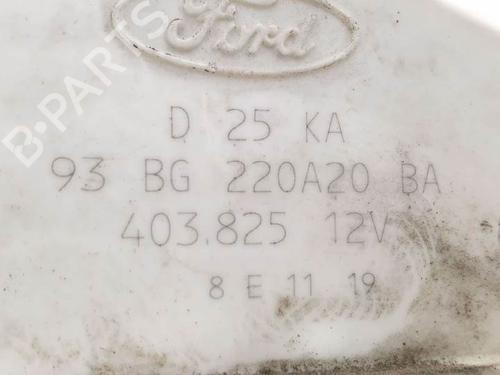 Ford
D 25 KA
93 BG 220A20 BA
403.825 12V
8 E 11 19
B-PARTS